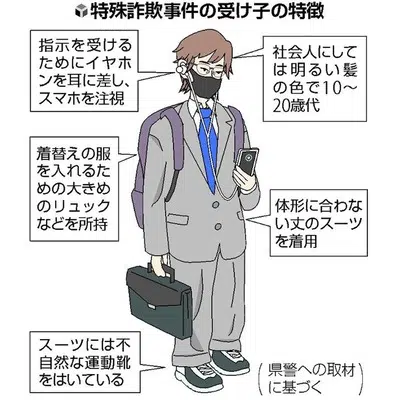 特殊詐欺事件の受け子の特徴
指示を受ける
ためにイヤホ
ンを耳に差し、
スマホを注視
社会人にして
は明るい髪
の色で10〜
20歳代
着替えの服
を入れるた
めの大きめ
のリュック
などを所持
体形に合わな
い丈のスーツ
を着用
スーツには不
自然な運動靴
をはいている
(県警への取材
に基づく)